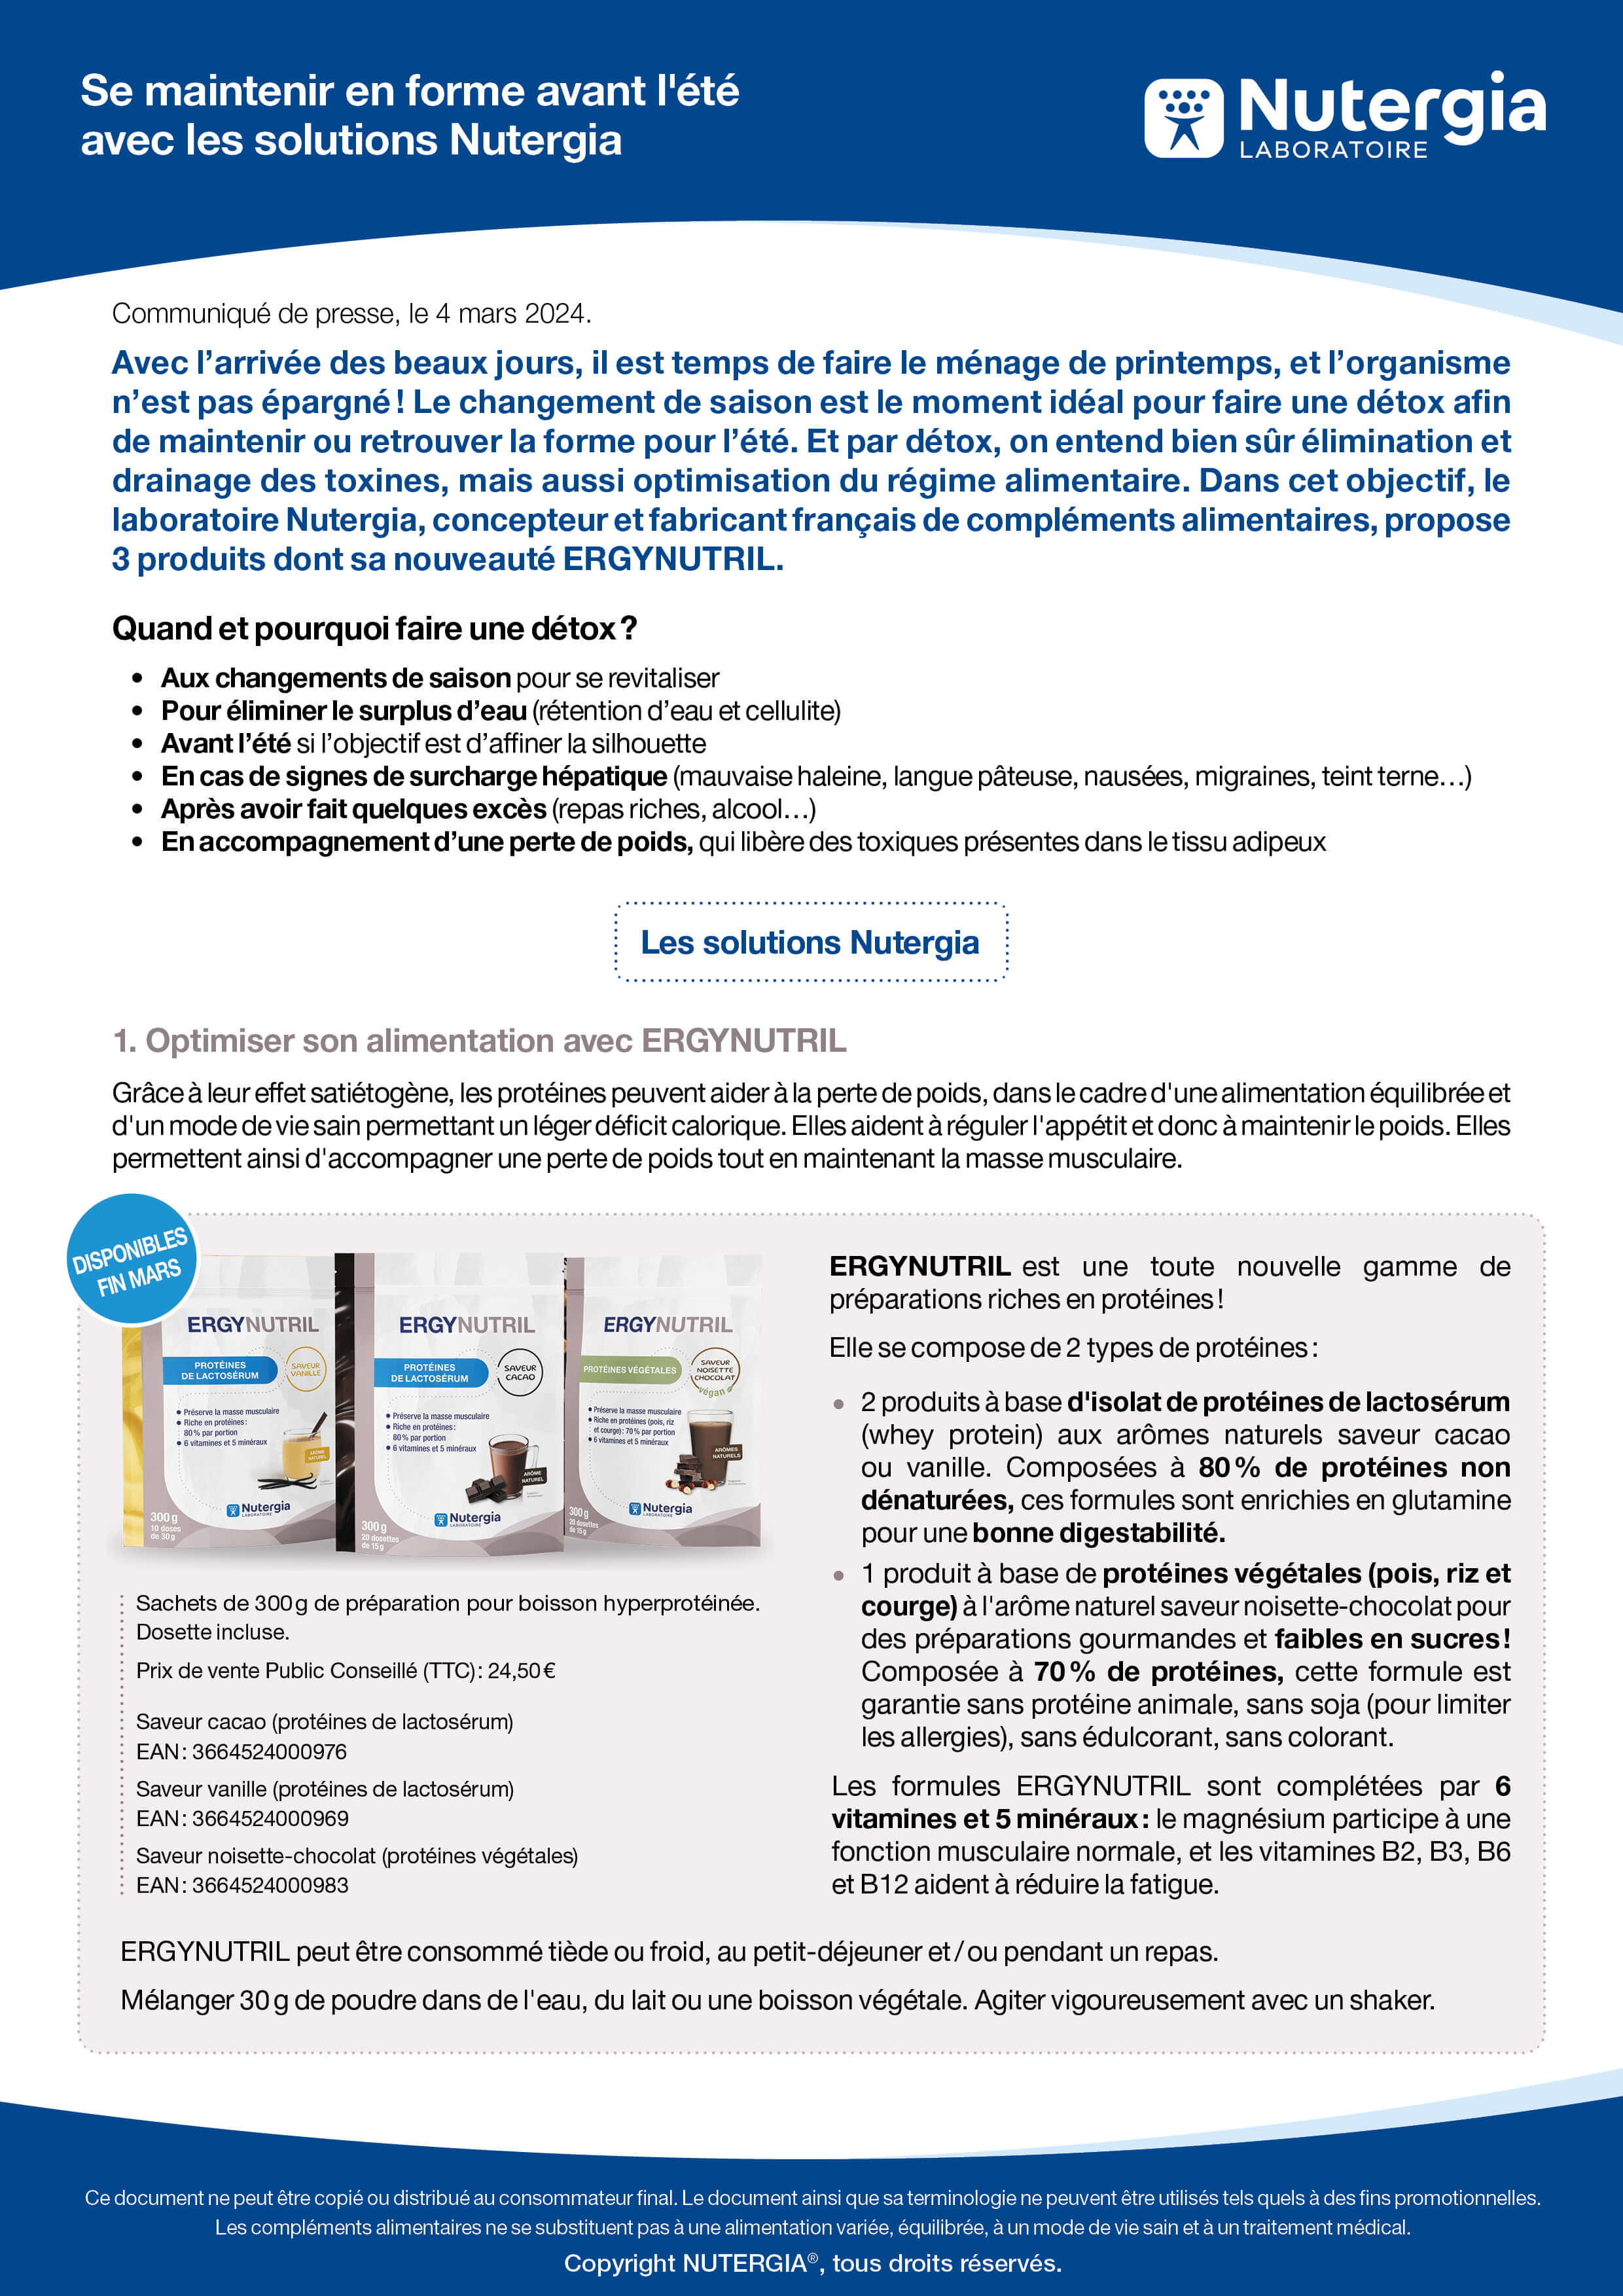 Se maintenir en forme avant l'été
avec les solutions Nutergia
Nutergia
LABORATOIRE
Communiqué de presse, le 4 mars 2024.
Avec l’arrivée des beaux jours, il est temps de faire le ménage de printemps, et l’organisme
n’est pas épargné ! Le changement de saison est le moment idéal pour faire une détox afin
de maintenir ou retrouver la forme pour l’été. Et par détox, on entend bien sûr élimination et
drainage des toxines, mais aussi optimisation du régime alimentaire. Dans cet objectif, le
laboratoire Nutergia, concepteur et fabricant français de compléments alimentaires, propose
3 produits dont sa nouveauté ERGYNUTRIL.
Quand et pourquoi faire une détox ?
• Aux changements de saison pour se revitaliser
• Pour éliminer le surplus d’eau (rétention d’eau et cellulite)
• Avant l’été si l’objectif est d’affiner la silhouette
• En cas de signes de surcharge hépatique (mauvaise haleine, langue pâteuse, nausées, migraines, teint terne…)
• Après avoir fait quelques excès (repas riches, alcool…)
• En accompagnement d’une perte de poids, qui libère des toxiques présentes dans le tissu adipeux
Les solutions Nutergia
1. Optimiser son alimentation avec ERGYNUTRIL
Grâce à leur effet satiétogène, les protéines peuvent aider à la perte de poids, dans le cadre d'une alimentation équilibrée et
d'un mode de vie sain permettant un léger déficit calorique. Elles aident à réguler l'appétit et donc à maintenir le poids. Elles
permettent ainsi d'accompagner une perte de poids tout en maintenant la masse musculaire.
DISPONIBLES
FIN MARS
ERGYNUTRIL
PROTÉINES
DE LACTOSÉRUM
SAVEUR
VANILLE
• Préserve la masse musculaire
• Riche en protéines :
80 % par portion
• 6 vitamines et 5 minéraux
ARÔME
NATUREL
Nutergia
LABORATOIRE
300 g
10 doses
de 30 g
ERGYNUTRIL
PROTÉINES
DE LACTOSÉRUM
SAVEUR
CACAO
• Préserve la masse musculaire
• Riche en protéines :
80 % par portion
• 6 vitamines et 5 minéraux
ARÔME
NATUREL
Nutergia
LABORATOIRE
300 g
20 dosettes
de 15 g
ERGYNUTRIL
PROTÉINES VÉGÉTALES
SAVEUR
NOISETTE
CHOCOLAT
végan
• Préserve la masse musculaire
• Riche en protéines (pois, riz
et courge) : 70 % par portion
• 6 vitamines et 5 minéraux
ARÔMES
NATURELS
Nutergia
LABORATOIRE
300 g
20 dosettes
de 15 g
Sachets de 300 g de préparation pour boisson hyperprotéinée.
Dosette incluse.
Prix de vente Public Conseillé (TTC) : 24,50 €
Saveur cacao (protéines de lactosérum)
EAN : 3664524000976
Saveur vanille (protéines de lactosérum)
EAN : 3664524000969
Saveur noisette-chocolat (protéines végétales)
EAN : 3664524000983
ERGYNUTRIL est une toute nouvelle gamme de
préparations riches en protéines !
Elle se compose de 2 types de protéines :
• 2 produits à base d'isolat de protéines de lactosérum
(whey protein) aux arômes naturels saveur cacao
ou vanille. Composées à 80 % de protéines non
dénaturées, ces formules sont enrichies en glutamine
pour une bonne digestabilité.
• 1 produit à base de protéines végétales (pois, riz et
courge) à l'arôme naturel saveur noisette-chocolat pour
des préparations gourmandes et faibles en sucres !
Composée à 70 % de protéines, cette formule est
garantie sans protéine animale, sans soja (pour limiter
les allergies), sans édulcorant, sans colorant.
Les formules ERGYNUTRIL sont complétées par 6
vitamines et 5 minéraux : le magnésium participe à une
fonction musculaire normale, et les vitamines B2, B3, B6
et B12 aident à réduire la fatigue.
ERGYNUTRIL peut être consommé tiède ou froid, au petit-déjeuner et / ou pendant un repas.
Mélanger 30 g de poudre dans de l'eau, du lait ou une boisson végétale. Agiter vigoureusement avec un shaker.
Ce document ne peut être copié ou distribué au consommateur final. Le document ainsi que sa terminologie ne peuvent être utilisés tels quels à des fins promotionnelles.
Les compléments alimentaires ne se substituent pas à une alimentation variée, équilibrée, à un mode de vie sain et à un traitement médical.
Copyright NUTERGIA®, tous droits réservés.